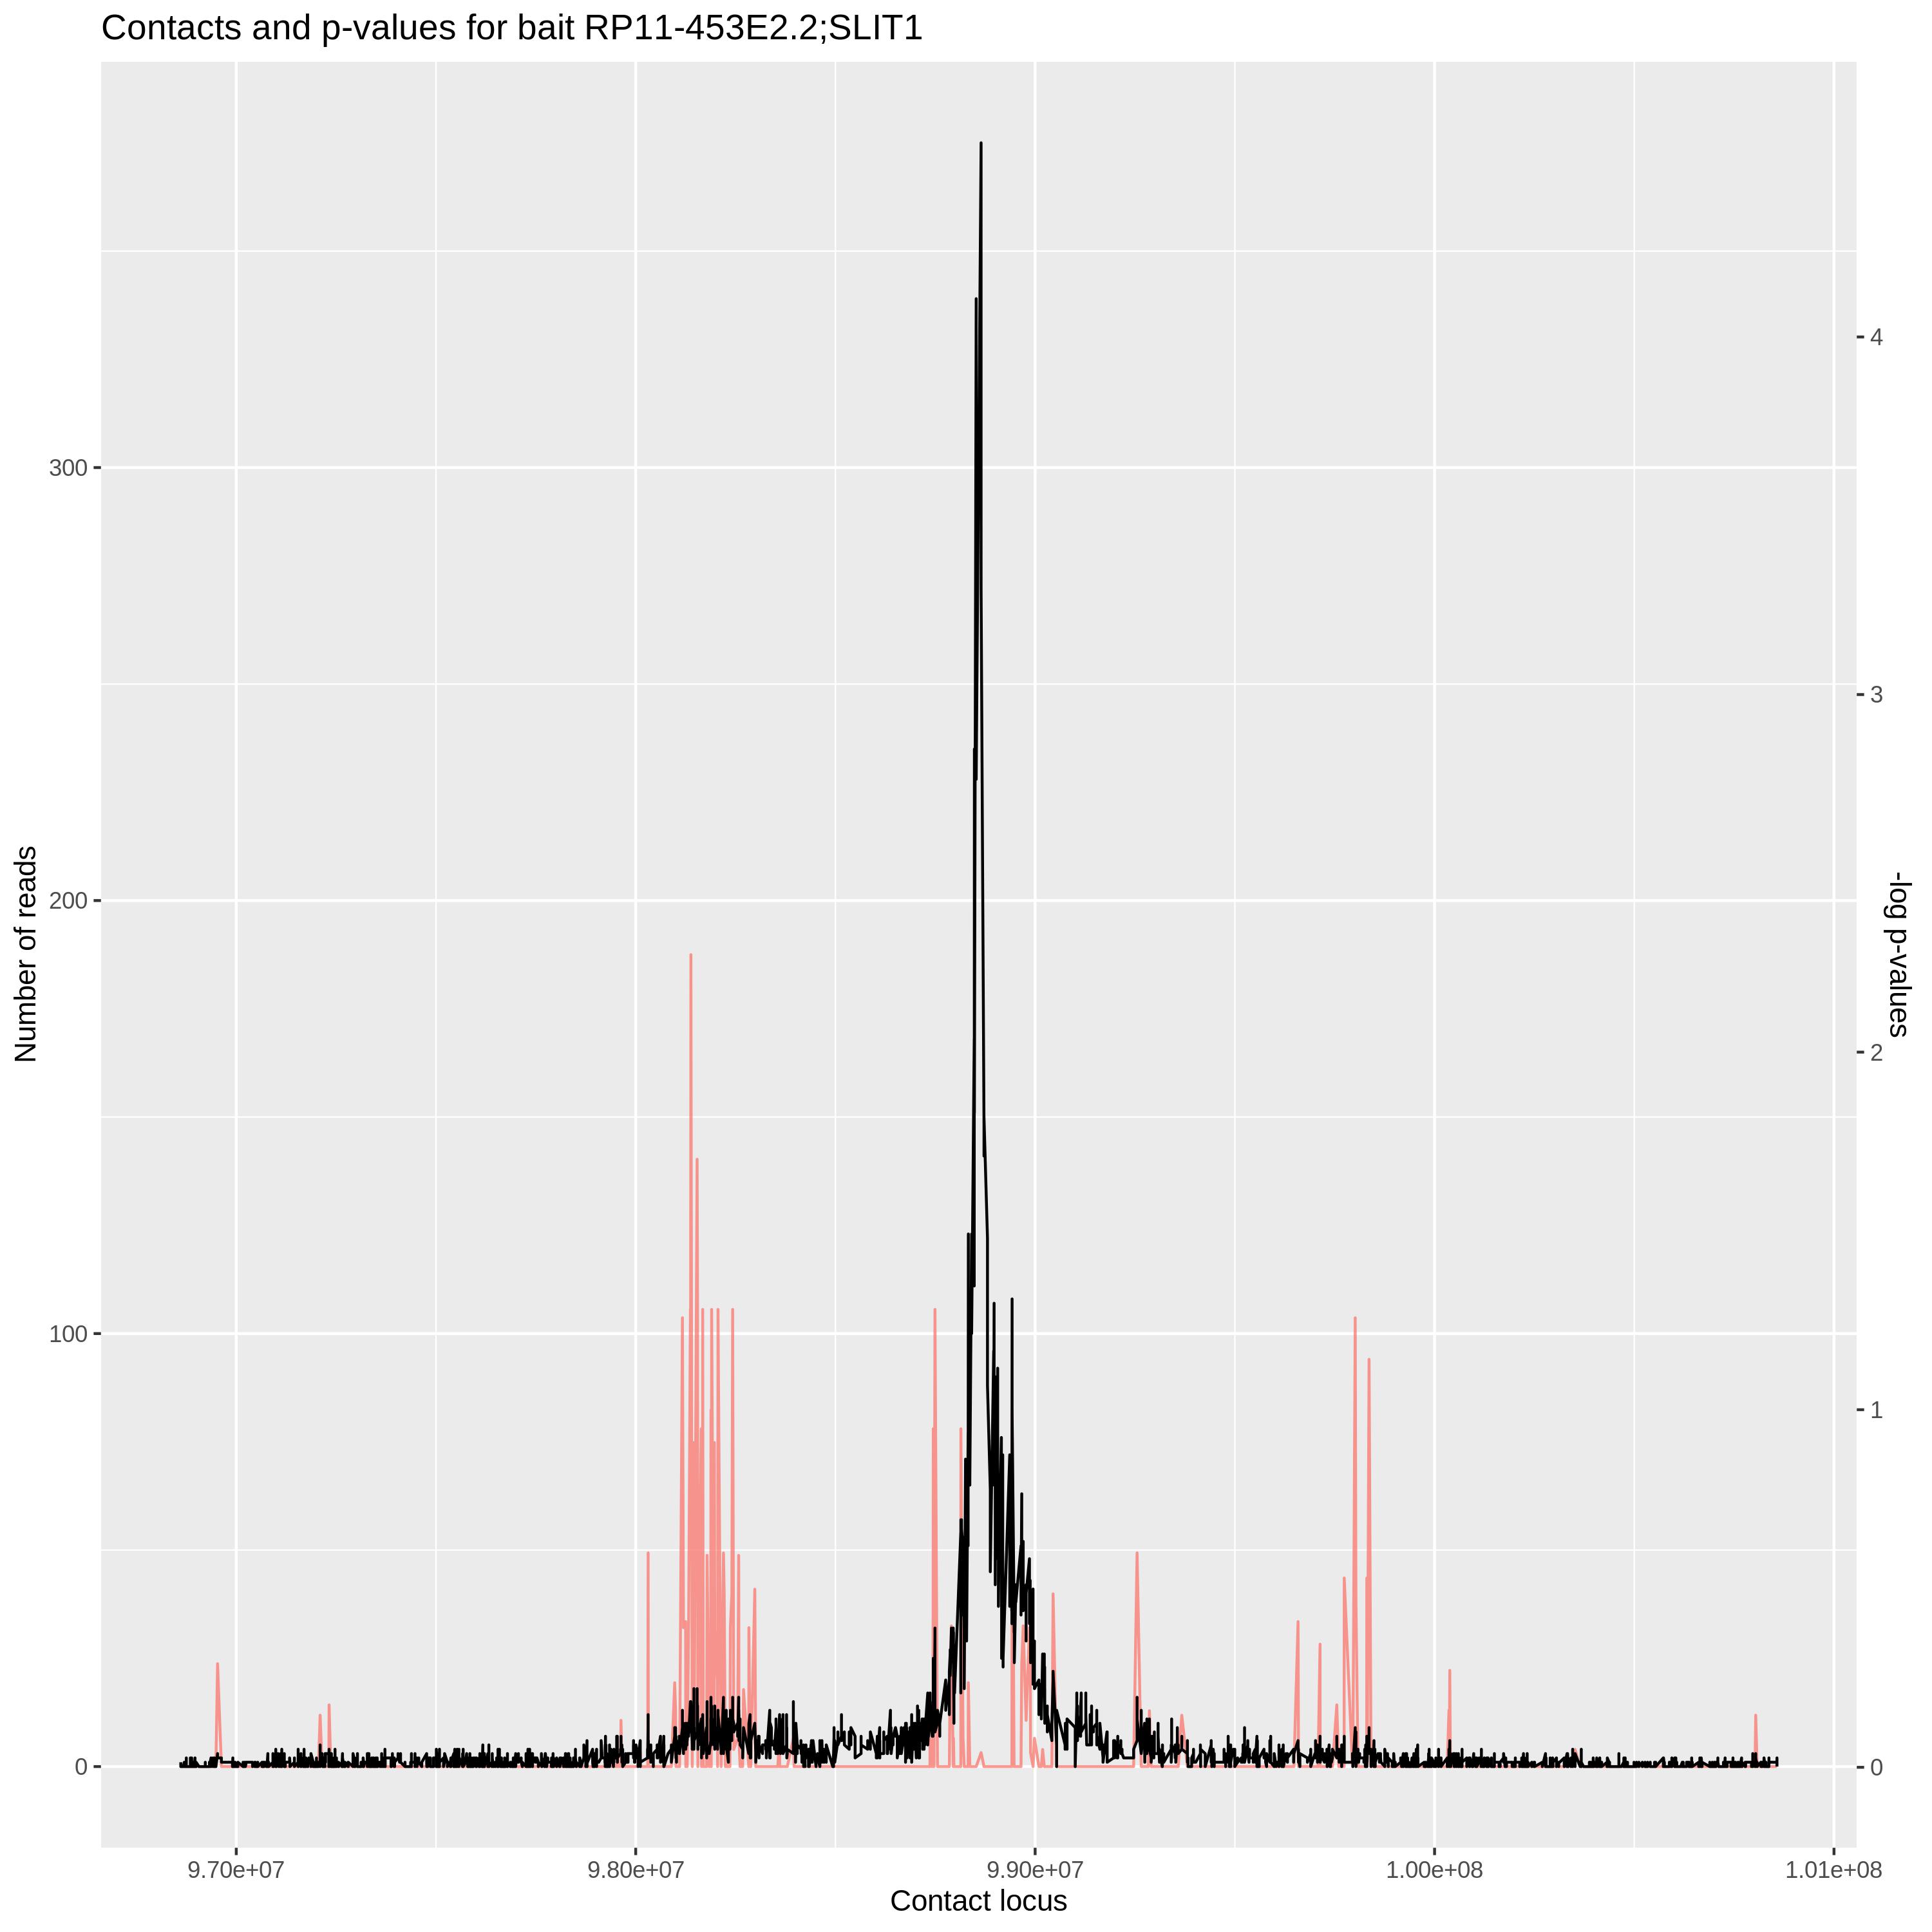 Contacts and p-values for bait RP11-453E2.2;SLIT1
Number of reads
300
200
100
0
4
3
2
1
0
-log p-values
9.70e+07 9.80e+07 9.90e+07 1.00e+08 1.01e+08
Contact locus